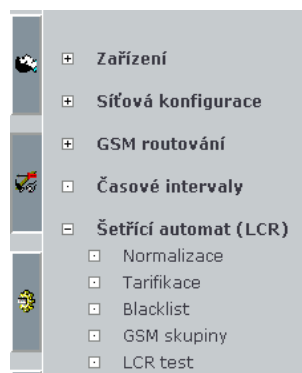 Zařízení
Síťová konfigurace
GSM routování
Časové intervaly
Šetřící automat (LCR)
Normalizace
Tarifikace
Blacklist
GSM skupiny
LCR test